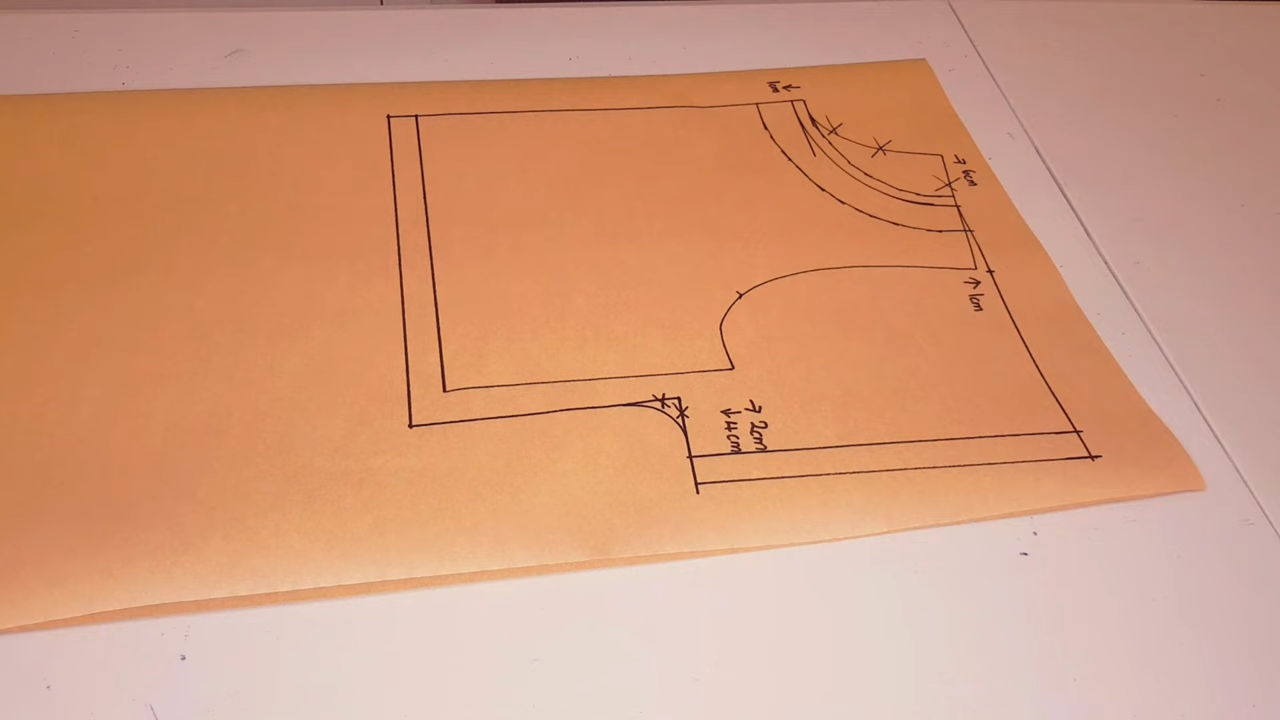 1cm ↓
→ 6cm
↑ 1cm
→ 2cm
↓ 4cm